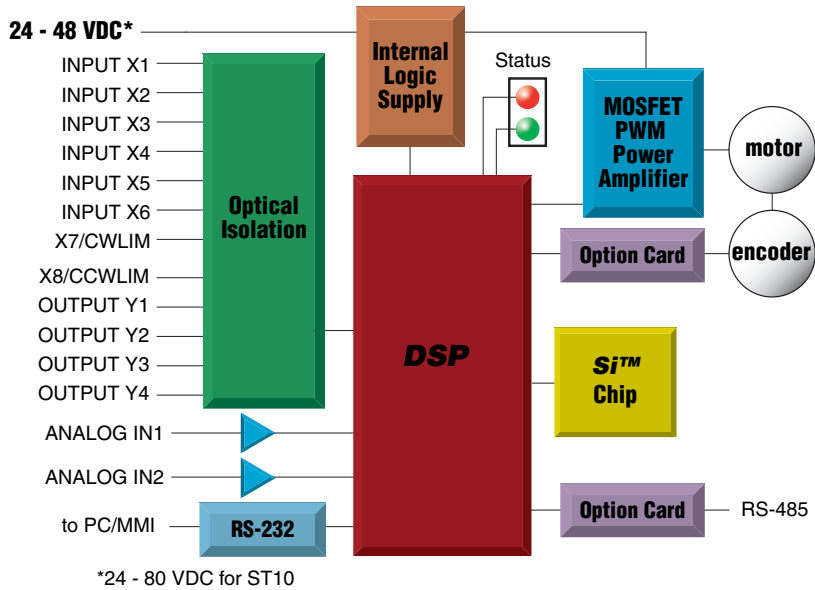 24 - 48 VDC*
INPUT X1
INPUT X2
INPUT X3
INPUT X4
INPUT X5
INPUT X6
X7/CWLIM
X8/CCWLIM
OUTPUT Y1
OUTPUT Y2
OUTPUT Y3
OUTPUT Y4
ANALOG IN1
ANALOG IN2
to PC/MMI
Optical
Isolation
RS-232
Internal
Logic
Supply
Status
DSP
MOSFET
PWM
Power
Amplifier
motor
Option Card
encoder
Si™
Chip
Option Card
RS-485
*24 - 80 VDC for ST10